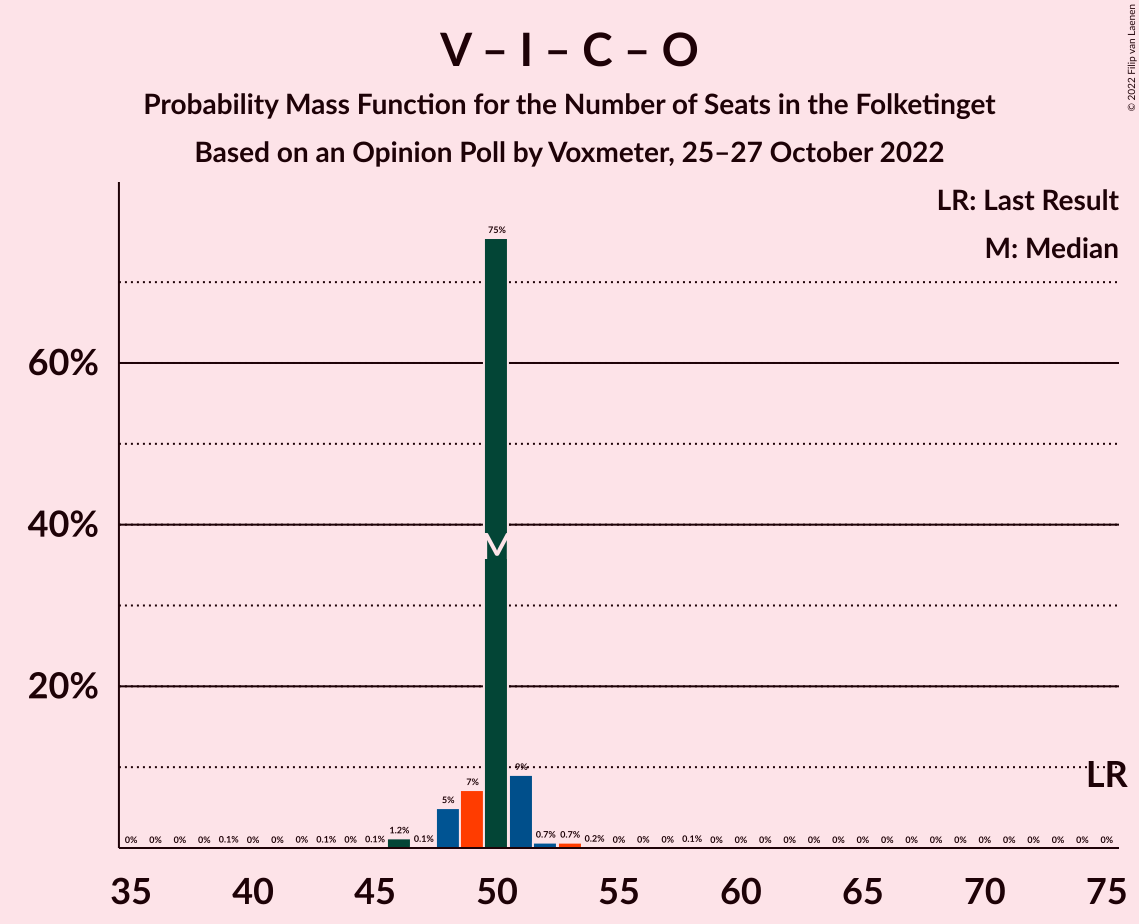 V – I – C – O
Probability Mass Function for the Number of Seats in the Folketinget
Based on an Opinion Poll by Voxmeter, 25–27 October 2022
© 2022 Filip van Laenen
LR: Last Result
M: Median
60%
40%
20%
75%
M
LR
0% 0% 0% 0% 0.1% 0% 0% 0% 0.1% 0% 0.1% 1.2% 0.1% 5% 7% 9% 0.7% 0.7% 0.2% 0% 0% 0% 0.1% 0% 0% 0% 0% 0% 0% 0% 0% 0% 0% 0% 0% 0% 0% 0% 0% 0%
35 40 45 50 55 60 65 70 75